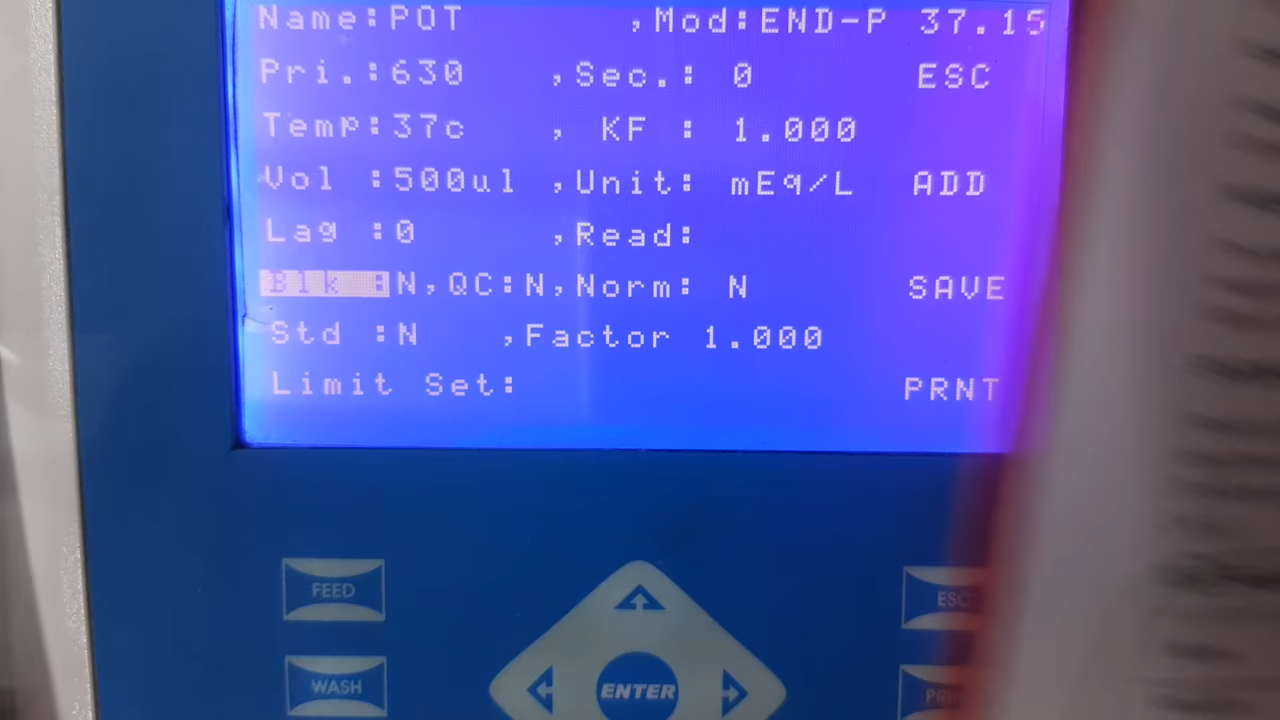 Name:POT ,Mod:END-P 37.15
Pri.:630 ,Sec.: 0 ESC
Temp:37c , KF : 1.000
Vol :500ul ,Unit: mEq/L ADD
Lag :0 ,Read:
Blk :N,QC:N,Norm: N SAVE
Std :N ,Factor 1.000
Limit Set: PRNT
FEED
ESC
WASH
ENTER